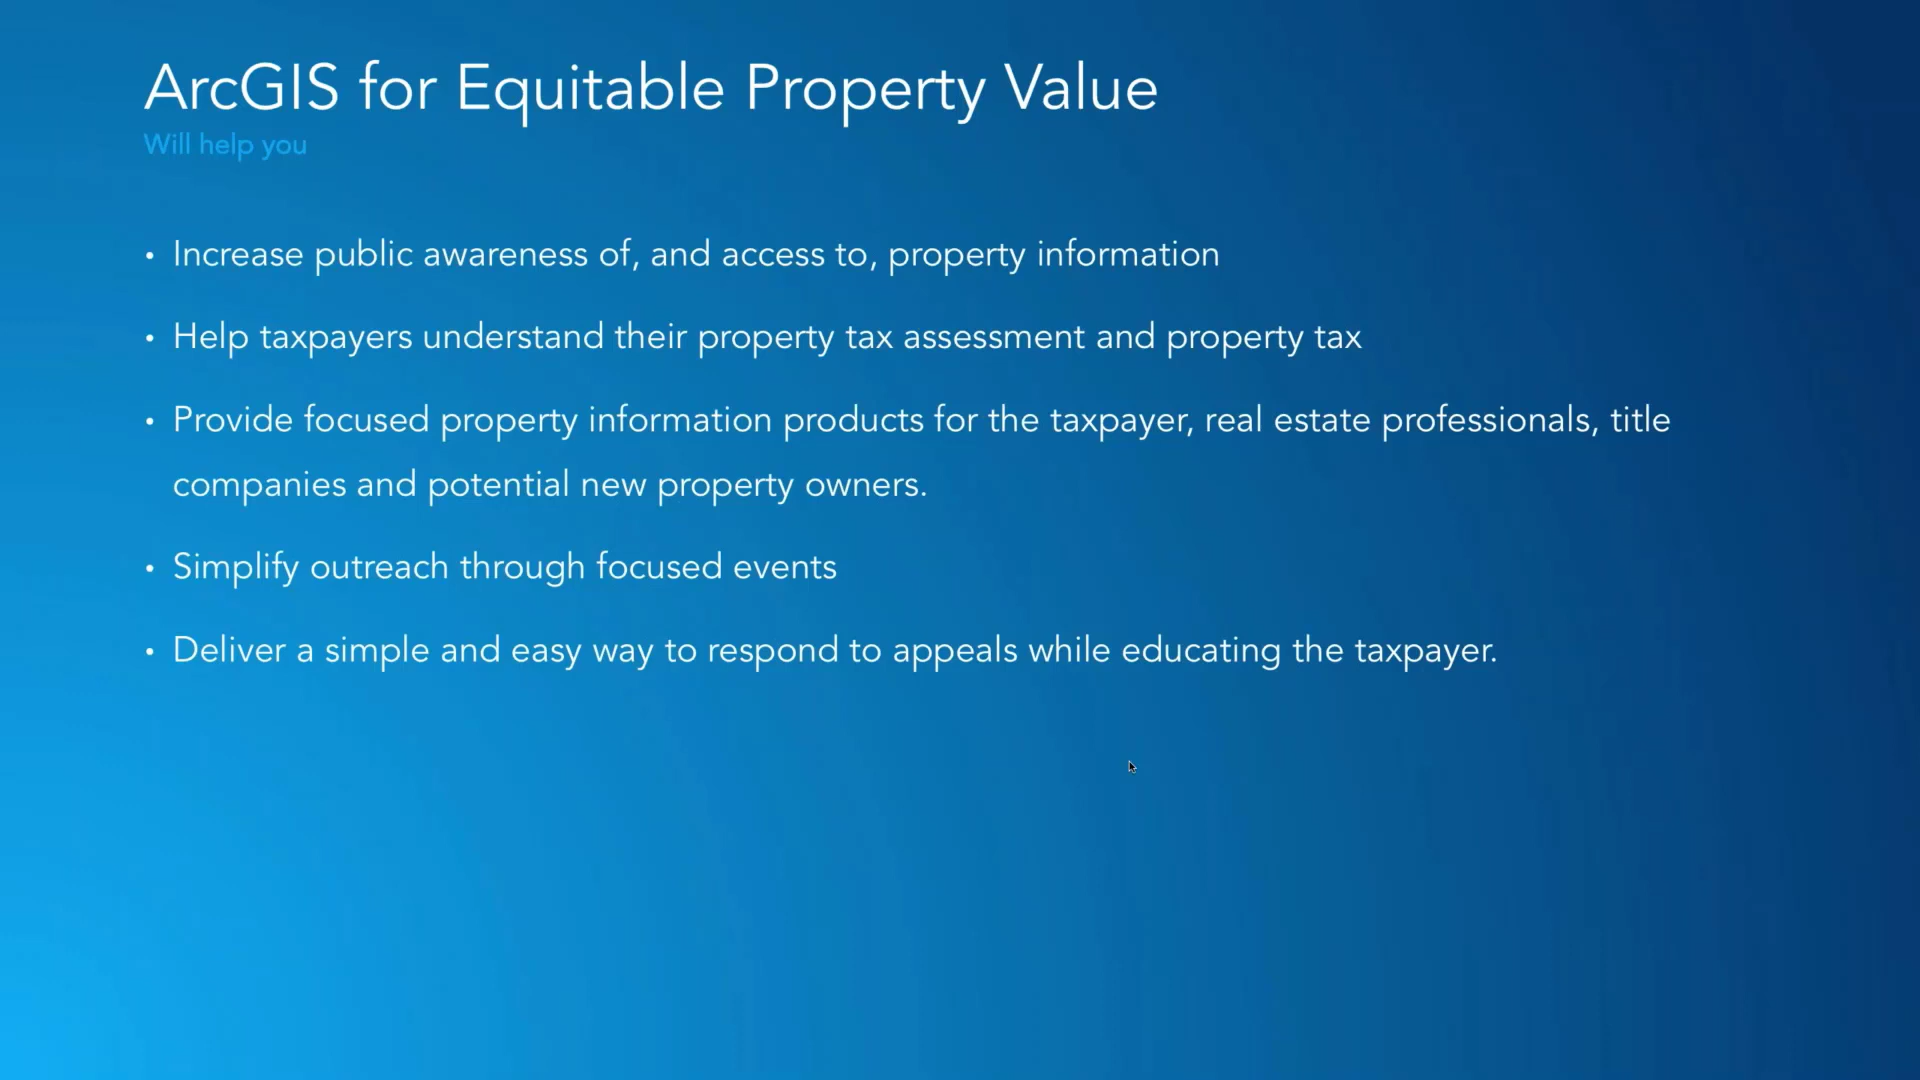 ArcGIS for Equitable Property Value
Will help you
• Increase public awareness of, and access to, property information
• Help taxpayers understand their property tax assessment and property tax
• Provide focused property information products for the taxpayer, real estate professionals, title
companies and potential new property owners.
• Simplify outreach through focused events
• Deliver a simple and easy way to respond to appeals while educating the taxpayer.